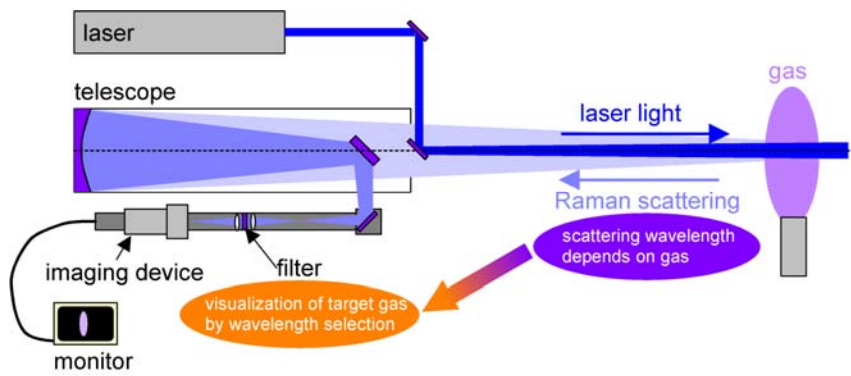 laser
telescope
gas
laser light
Raman scattering
scattering wavelength
depends on gas
imaging device
filter
visualization of target gas
by wavelength selection
monitor